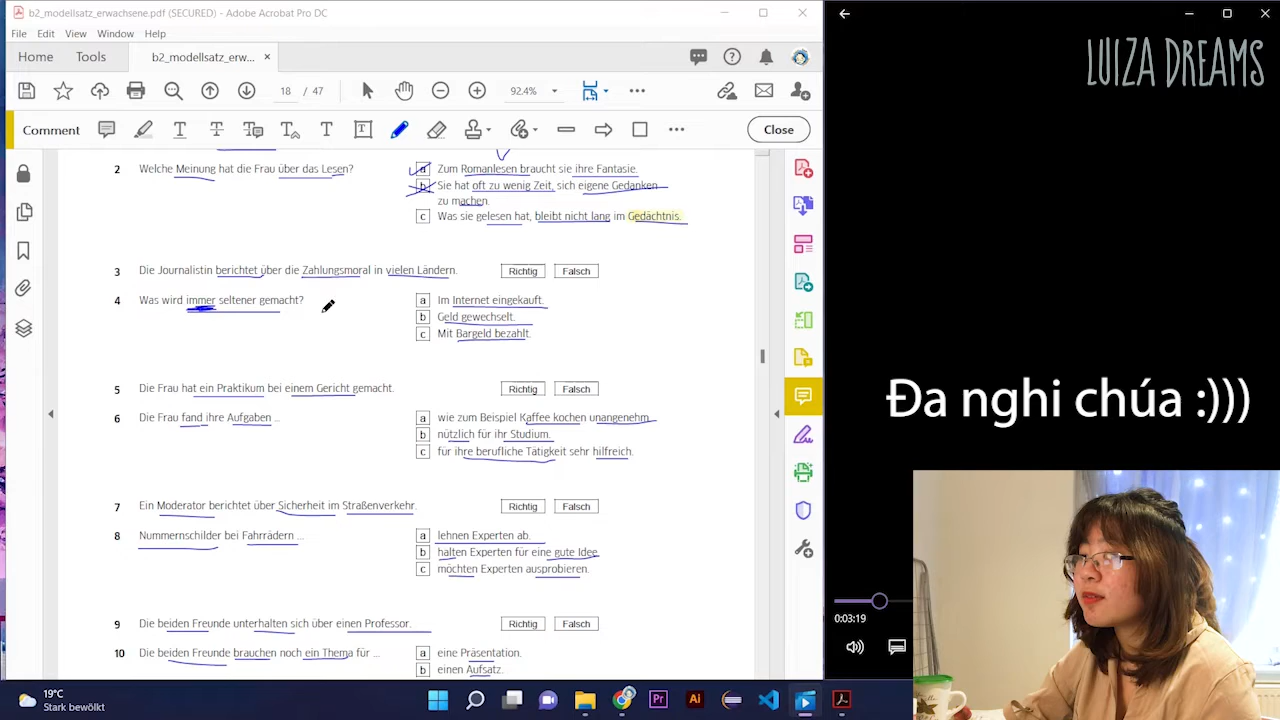 b2_modellsatz_erwachsene.pdf (SECURED) - Adobe Acrobat Pro DC
LUIZA DREAMS
File Edit View Window Help
Home Tools b2_modellsatz_erw... ×
18 / 47 92.4%
Comment Close
2 Welche Meinung hat die Frau über das Lesen? a Zum Romanlesen braucht sie ihre Fantasie.
b Sie hat oft zu wenig Zeit, sich eigene Gedanken
zu machen.
c Was sie gelesen hat, bleibt nicht lang im Gedächtnis.
3 Die Journalistin berichtet über die Zahlungsmoral in vielen Ländern. Richtig Falsch
4 Was wird immer seltener gemacht? a Im Internet eingekauft.
b Geld gewechselt.
c Mit Bargeld bezahlt.
5 Die Frau hat ein Praktikum bei einem Gericht gemacht. Richtig Falsch
6 Die Frau fand ihre Aufgaben ... a wie zum Beispiel Kaffee kochen unangenehm.
b nützlich für ihr Studium.
c für ihre berufliche Tätigkeit sehr hilfreich.
7 Ein Moderator berichtet über Sicherheit im Straßenverkehr. Richtig Falsch
8 Nummernschilder bei Fahrrädern ... a lehnen Experten ab.
b halten Experten für eine gute Idee.
c möchten Experten ausprobieren.
9 Die beiden Freunde unterhalten sich über einen Professor. Richtig Falsch
10 Die beiden Freunde brauchen noch ein Thema für ... a eine Präsentation.
b einen Aufsatz.
Đa nghi chúa :)))
0:03:19
19°C
Stark bewölkt
Pr Ai